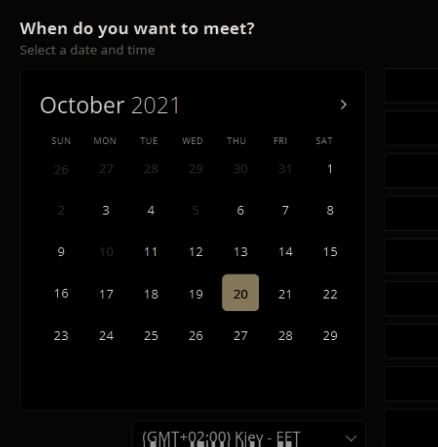 When do you want to meet?
Select a date and time
October 2021
SUN MON TUE WED THU FRI SAT
26 27 28 29 30 31 1
2 3 4 5 6 7 8
9 10 11 12 13 14 15
16 17 18 19 20 21 22
23 24 25 26 27 28 29
(GMT+02:00) Kiev - EET